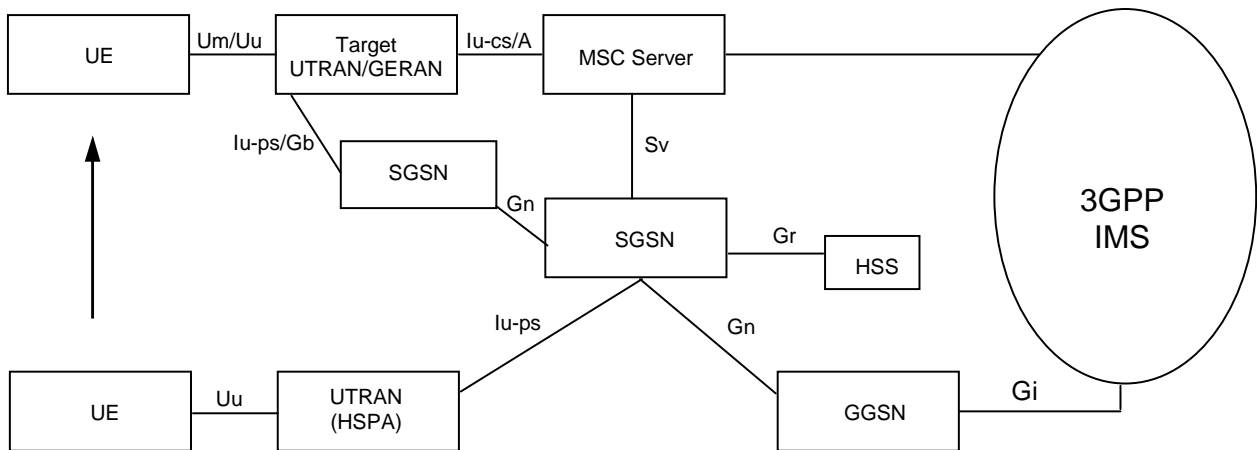 UE
Um/Uu
Target
UTRAN/GERAN
Iu-cs/A
MSC Server
Iu-ps/Gb
SGSN
Sv
Gn
SGSN
Gr
HSS
3GPP
IMS
Iu-ps
Gn
UE
Uu
UTRAN
(HSPA)
GGSN
Gi